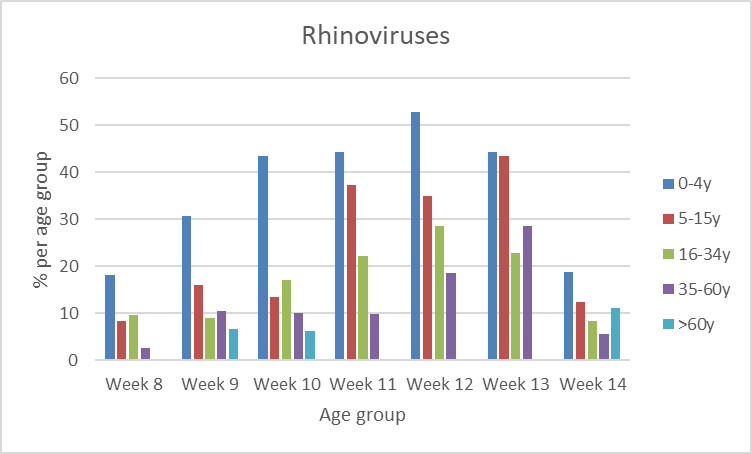 Rhinoviruses
% per age group
60
50
40
30
20
10
0
Week 8 Week 9 Week 10 Week 11 Week 12 Week 13 Week 14
Age group
0-4y
5-15y
16-34y
35-60y
>60y